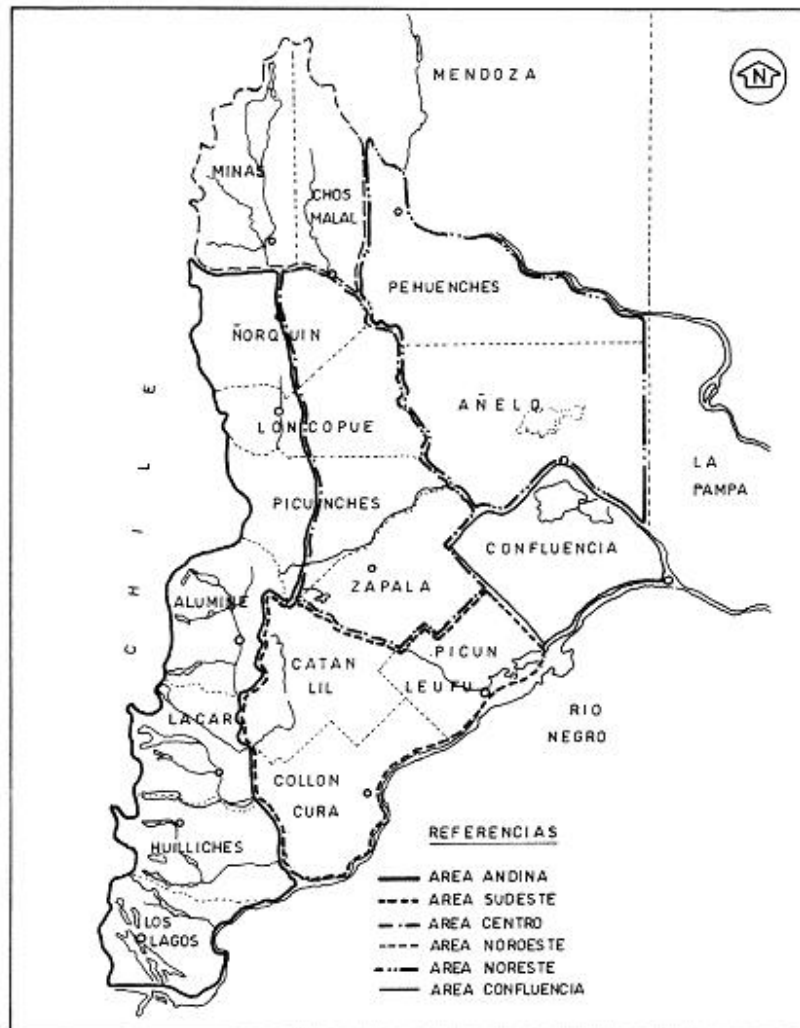 MENDOZA
N
MINAS
CHOS
MALAL
PEHUENCHES
ÑORQUIN
CHILE
AÑELO
LONCOPUE
LA
PAMPA
PICUNCHES
CONFLUENCIA
ZAPALA
ALUMINE
PICUN
LEUFU
CATAN
LIL
LACAR
RIO
NEGRO
COLLON
CURA
HUILLICHES
LOS
LAGOS
REFERENCIAS
AREA ANDINA
AREA SUDESTE
AREA CENTRO
AREA NOROESTE
AREA NORESTE
AREA CONFLUENCIA